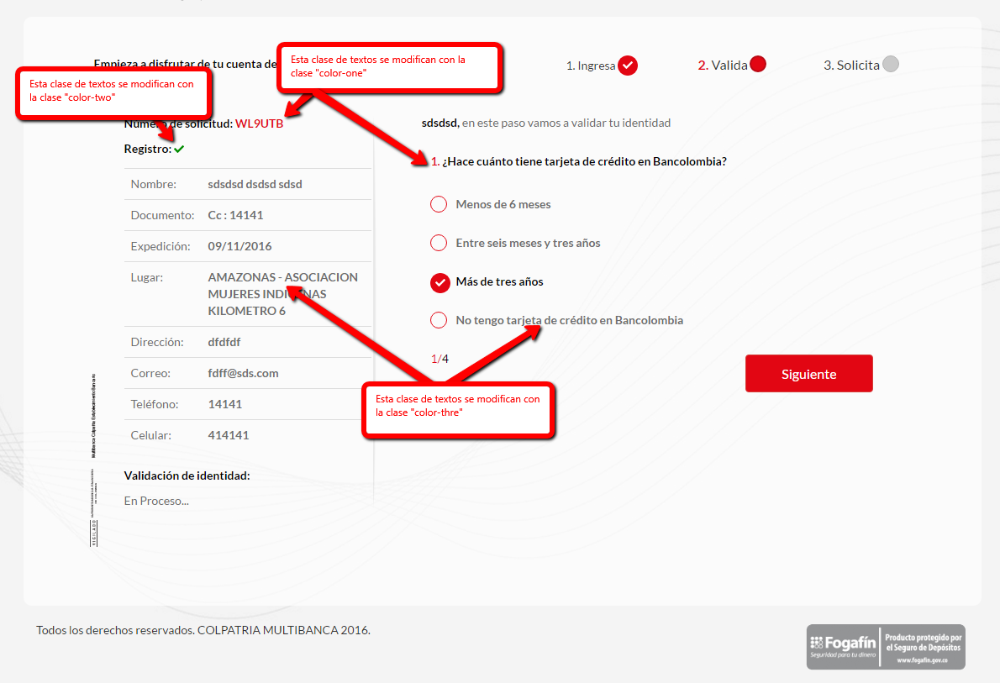 Empieza a disfrutar de tu cuenta de
Esta clase de textos se modifican con la
clase "color-one"
1. Ingresa
2. Valida
3. Solicita
Esta clase de textos se modifican con
la clase "color-two"
Número de solicitud: WL9UTB
Registro:
Nombre: sdsdsd dsdsd sdsd
Documento: Cc : 14141
Expedición: 09/11/2016
Lugar: AMAZONAS - ASOCIACION
MUJERES INDIGENAS
KILOMETRO 6
Dirección: dfdfdf
Correo: fdff@sds.com
Teléfono: 14141
Celular: 414141
Validación de identidad:
En Proceso...
sdsdsd, en este paso vamos a validar tu identidad
1. ¿Hace cuánto tiene tarjeta de crédito en Bancolombia?
Menos de 6 meses
Entre seis meses y tres años
Más de tres años
No tengo tarjeta de crédito en Bancolombia
1/4
Siguiente
Esta clase de textos se modifican con
la clase "color-thre"
Multibanca Colpatria Establecimiento Bancario
VIGILADO
Todos los derechos reservados. COLPATRIA MULTIBANCA 2016.
Fogafín
Seguridad para tu dinero
Producto protegido por
el Seguro de Depósitos
www.fogafin.gov.co